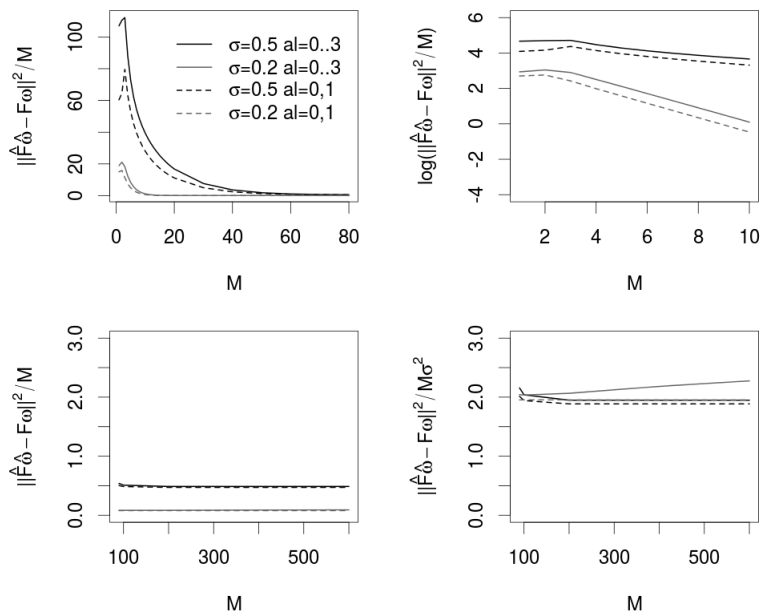 ||F̂ω̂ − Fω||²/M
0 20 60 100
0 20 40 60 80
M
σ=0.5 al=0..3
σ=0.2 al=0..3
σ=0.5 al=0,1
σ=0.2 al=0,1
log(||F̂ω̂ − Fω||²/M)
-4 -2 0 2 4 6
2 4 6 8 10
M
||F̂ω̂ − Fω||²/M
0.0 1.0 2.0 3.0
100 300 500
M
||F̂ω̂ − Fω||²/Mσ²
0.0 1.0 2.0 3.0
100 300 500
M